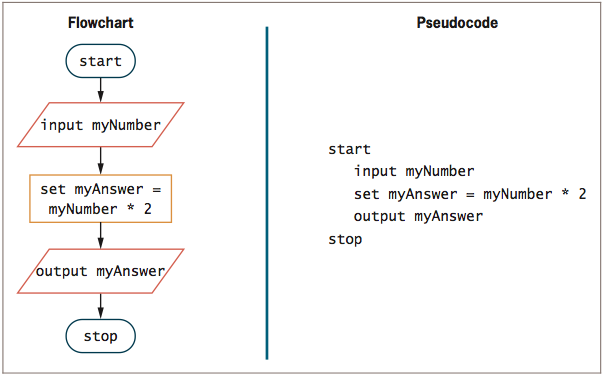 Flowchart
start
input myNumber
set myAnswer =
myNumber * 2
output myAnswer
stop
Pseudocode
start
input myNumber
set myAnswer = myNumber * 2
output myAnswer
stop